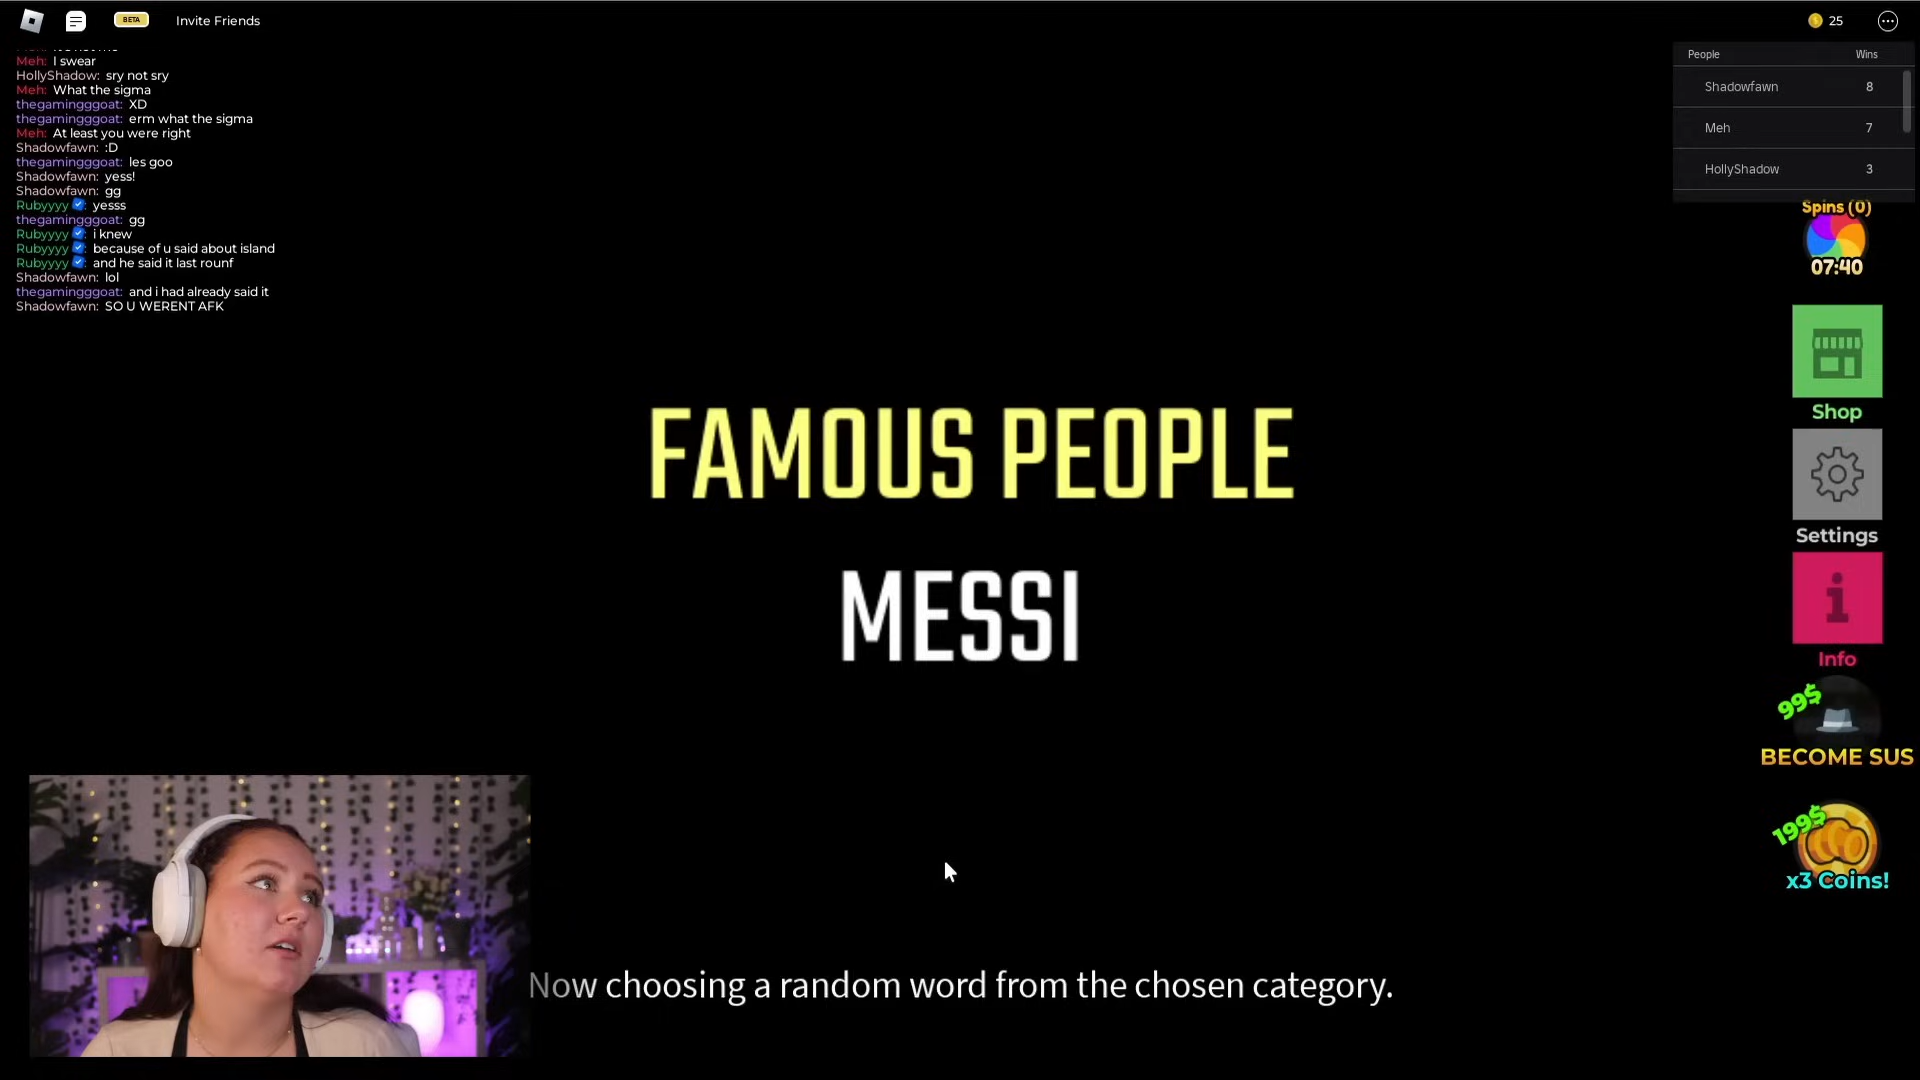 BETA
Invite Friends
25
Meh: I swear
HollyShadow: sry not sry
Meh: What the sigma
thegamingggoat: XD
thegamingggoat: erm what the sigma
Meh: At least you were right
Shadowfawn: :D
thegamingggoat: les goo
Shadowfawn: yess!
Shadowfawn: gg
Rubyyyy: yesss
thegamingggoat: gg
Rubyyyy: i knew
Rubyyyy: because of u said about island
Rubyyyy: and he said it last rounf
Shadowfawn: lol
thegamingggoat: and i had already said it
Shadowfawn: SO U WERENT AFK
People Wins
Shadowfawn 8
Meh 7
HollyShadow 3
Spins (0)
07:40
Shop
Settings
i
Info
99$
BECOME SUS
199$
x3 Coins!
FAMOUS PEOPLE
MESSI
Now choosing a random word from the chosen category.